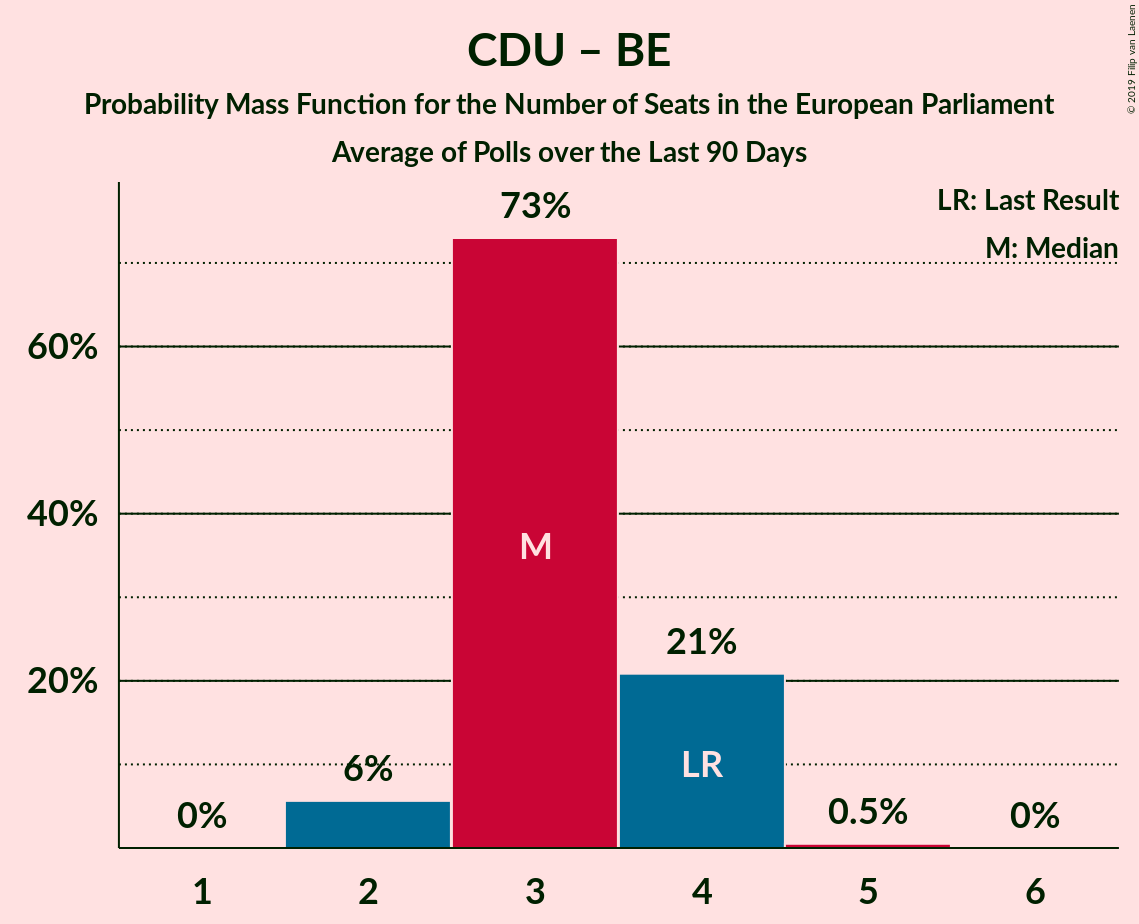 CDU – BE
Probability Mass Function for the Number of Seats in the European Parliament
Average of Polls over the Last 90 Days
© 2019 Filip van Laenen
LR: Last Result
M: Median
73%
60%
40%
M
21%
20%
LR
6%
0%
0.5%
0%
1 2 3 4 5 6